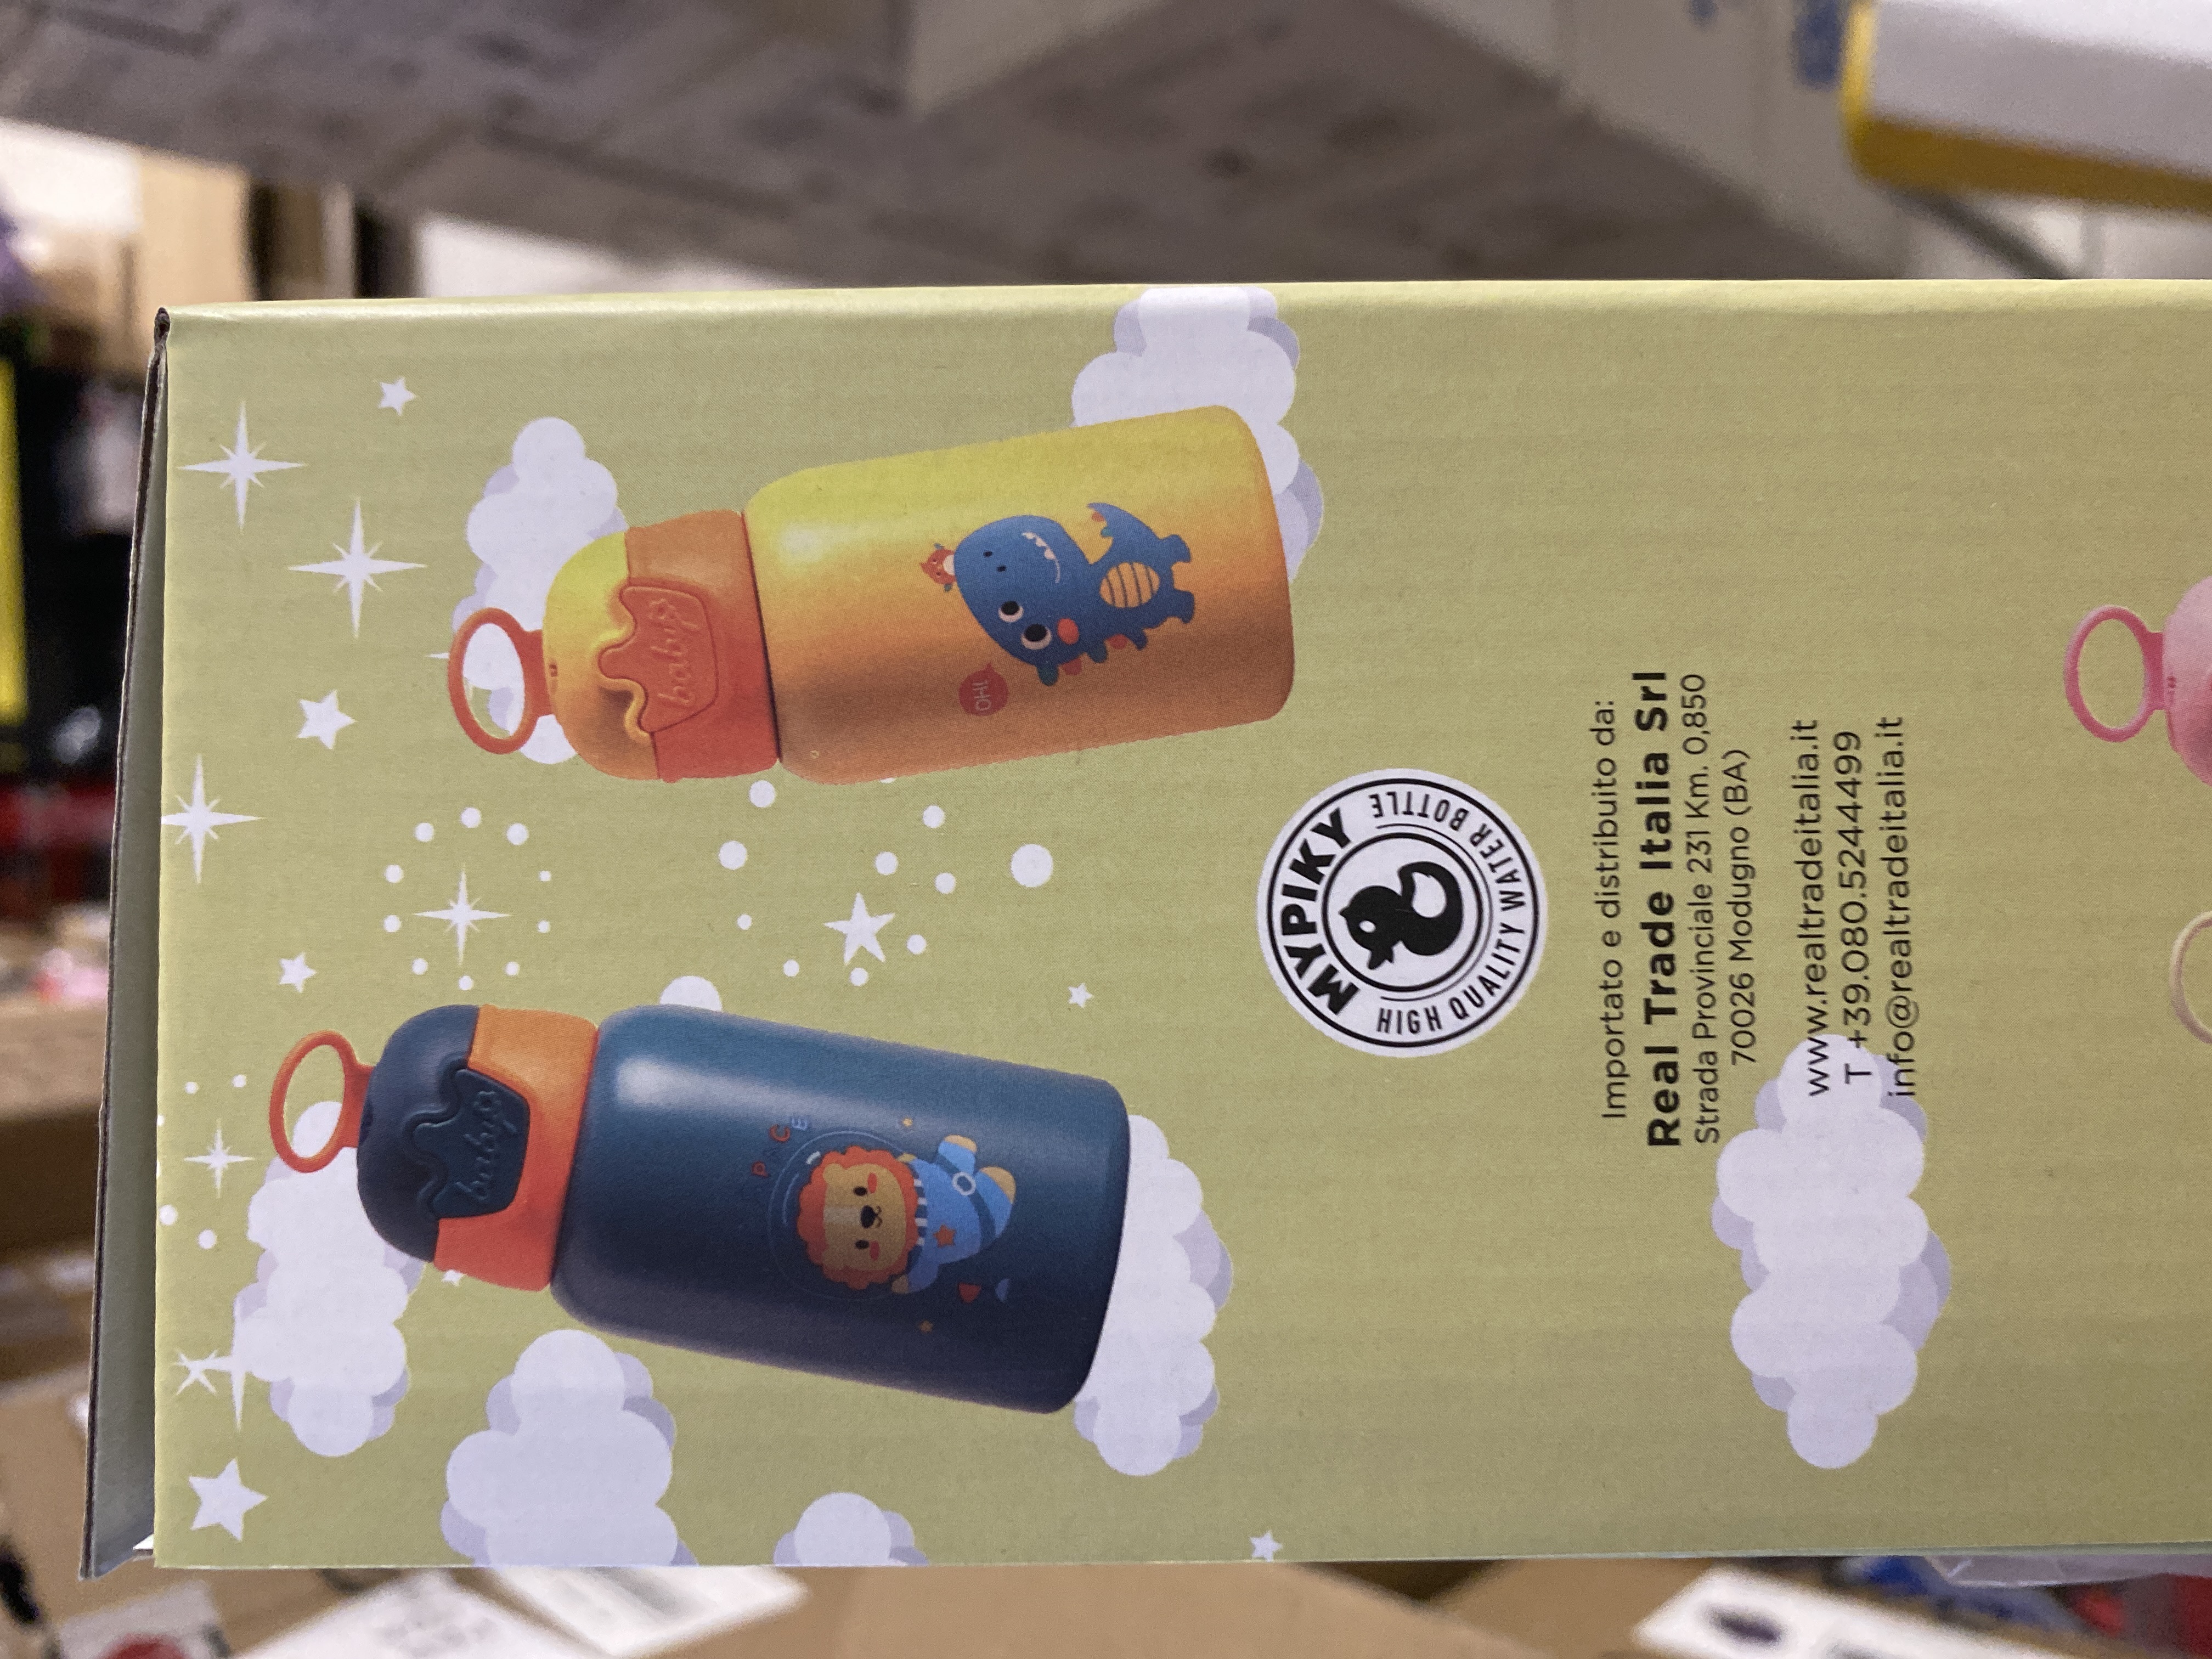 baby
SPACE
baby
OH!
MYPIKY
HIGH QUALITY WATER BOTTLE
Importato e distribuito da:
Real Trade Italia Srl
Strada Provinciale 231 Km. 0,850
70026 Modugno (BA)
www.realtradeitalia.it
T +39.080.5244499
info@realtradeitalia.it